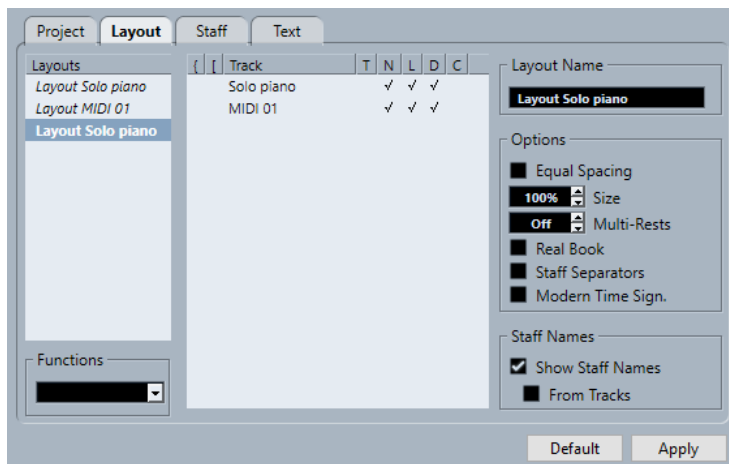 Project Layout Staff Text
Layouts
Layout Solo piano
Layout MIDI 01
Layout Solo piano
Functions
{ [ Track T N L D C
Solo piano √ √ √
MIDI 01 √ √ √
Layout Name
Layout Solo piano
Options
Equal Spacing
100% Size
Off Multi-Rests
Real Book
Staff Separators
Modern Time Sign.
Staff Names
Show Staff Names
From Tracks
Default Apply